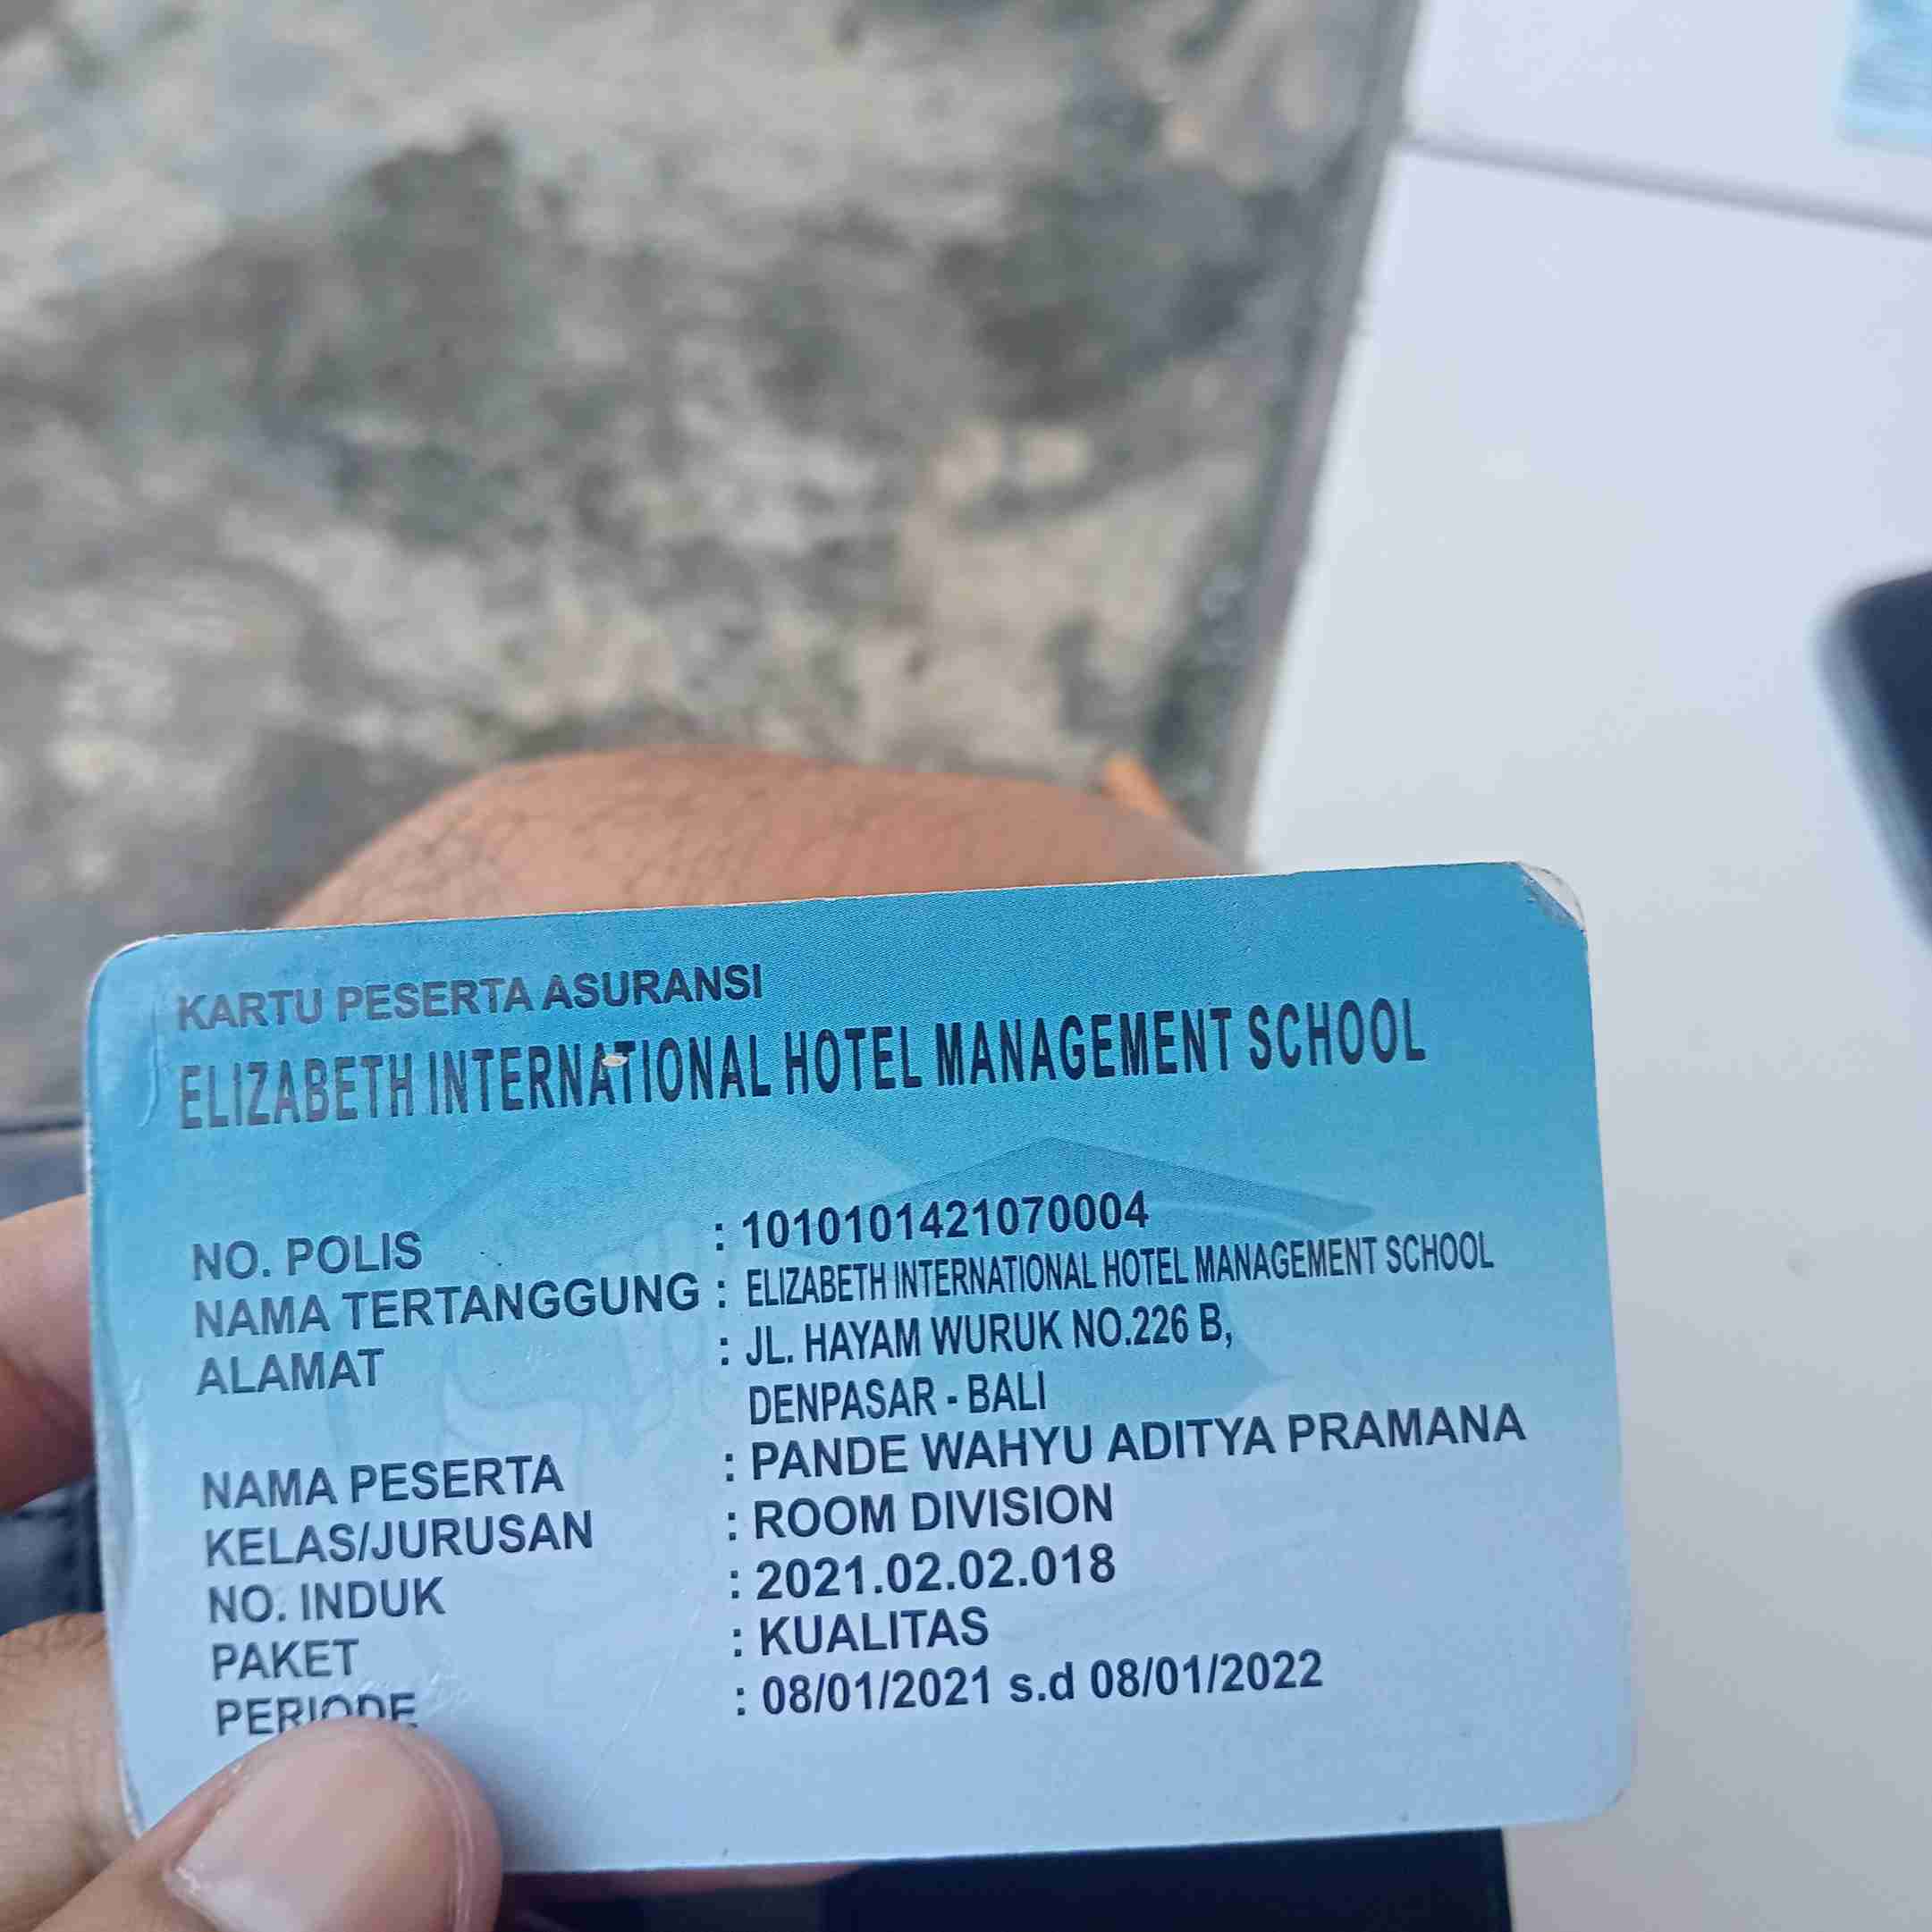 KARTU PESERTA ASURANSI
ELIZABETH INTERNATIONAL HOTEL MANAGEMENT SCHOOL
NO. POLIS : 1010101421070004
NAMA TERTANGGUNG : ELIZABETH INTERNATIONAL HOTEL MANAGEMENT SCHOOL
ALAMAT : JL. HAYAM WURUK NO.226 B,
DENPASAR - BALI
NAMA PESERTA : PANDE WAHYU ADITYA PRAMANA
KELAS/JURUSAN : ROOM DIVISION
NO. INDUK : 2021.02.02.018
PAKET : KUALITAS
PERIODE : 08/01/2021 s.d 08/01/2022